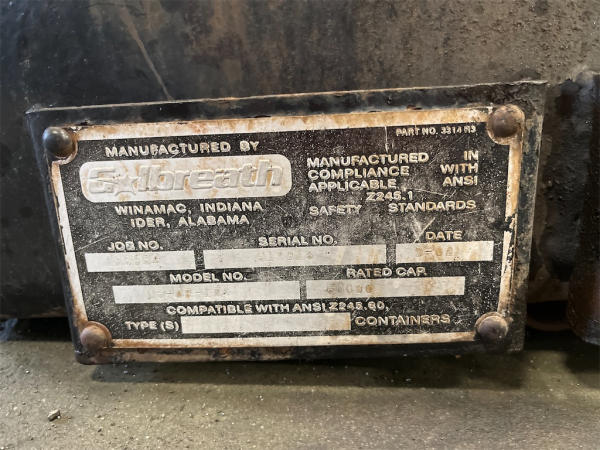 PART NO. 3314 R3
MANUFACTURED BY
Galbreath
WINAMAC, INDIANA
IDER, ALABAMA
MANUFACTURED IN
COMPLIANCE WITH
APPLICABLE ANSI
Z245.1
SAFETY STANDARDS
JOB NO. SERIAL NO. DATE
MODEL NO. RATED CAP.
COMPATIBLE WITH ANSI Z245.60,
TYPE (S) CONTAINERS